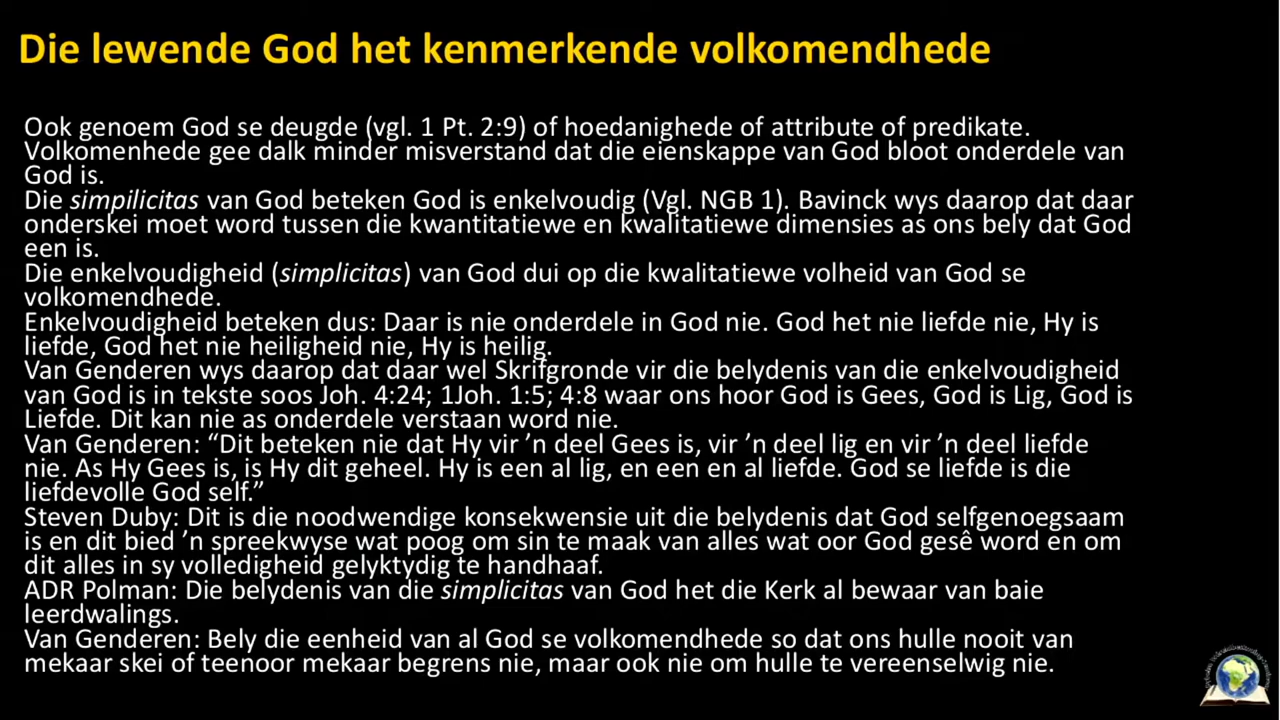 Die lewende God het kenmerkende volkomendhede
Ook genoem God se deugde (vgl. 1 Pt. 2:9) of hoedanighede of attribute of predikate.
Volkomenhede gee dalk minder misverstand dat die eienskappe van God bloot onderdele van
God is.
Die simpilicitas van God beteken God is enkelvoudig (Vgl. NGB 1). Bavinck wys daarop dat daar
onderskei moet word tussen die kwantitatiewe en kwalitatiewe dimensies as ons bely dat God
een is.
Die enkelvoudigheid (simplicitas) van God dui op die kwalitatiewe volheid van God se
volkomendhede.
Enkelvoudigheid beteken dus: Daar is nie onderdele in God nie. God het nie liefde nie, Hy is
liefde, God het nie heiligheid nie, Hy is heilig.
Van Genderen wys daarop dat daar wel Skrifgronde vir die belydenis van die enkelvoudigheid
van God is in tekste soos Joh. 4:24; 1Joh. 1:5; 4:8 waar ons hoor God is Gees, God is Lig, God is
Liefde. Dit kan nie as onderdele verstaan word nie.
Van Genderen: “Dit beteken nie dat Hy vir ’n deel Gees is, vir ’n deel lig en vir ’n deel liefde
nie. As Hy Gees is, is Hy dit geheel. Hy is een al lig, en een en al liefde. God se liefde is die
liefdevolle God self.”
Steven Duby: Dit is die noodwendige konsekwensie uit die belydenis dat God selfgenoegsaam
is en dit bied ’n spreekwyse wat poog om sin te maak van alles wat oor God gesê word en om
dit alles in sy volledigheid gelyktydig te handhaaf.
ADR Polman: Die belydenis van die simplicitas van God het die Kerk al bewaar van baie
leerdwalings.
Van Genderen: Bely die eenheid van al God se volkomendhede so dat ons hulle nooit van
mekaar skei of teenoor mekaar begrens nie, maar ook nie om hulle te vereenselwig nie.